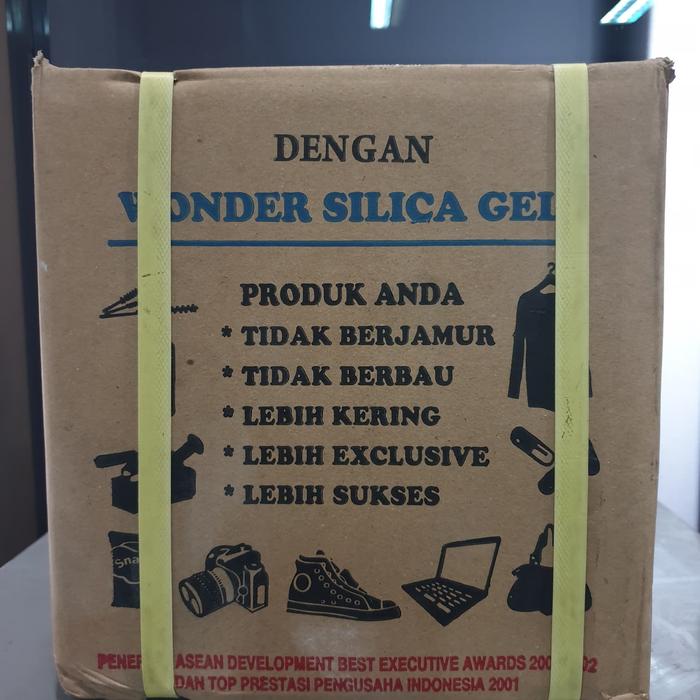 DENGAN
WONDER SILICA GEL
PRODUK ANDA
* TIDAK BERJAMUR
* TIDAK BERBAU
* LEBIH KERING
* LEBIH EXCLUSIVE
* LEBIH SUKSES
ASEAN DEVELOPMENT BEST EXECUTIVE AWARDS
DAN TOP PRESTASI PENGUSAHA INDONESIA 2001